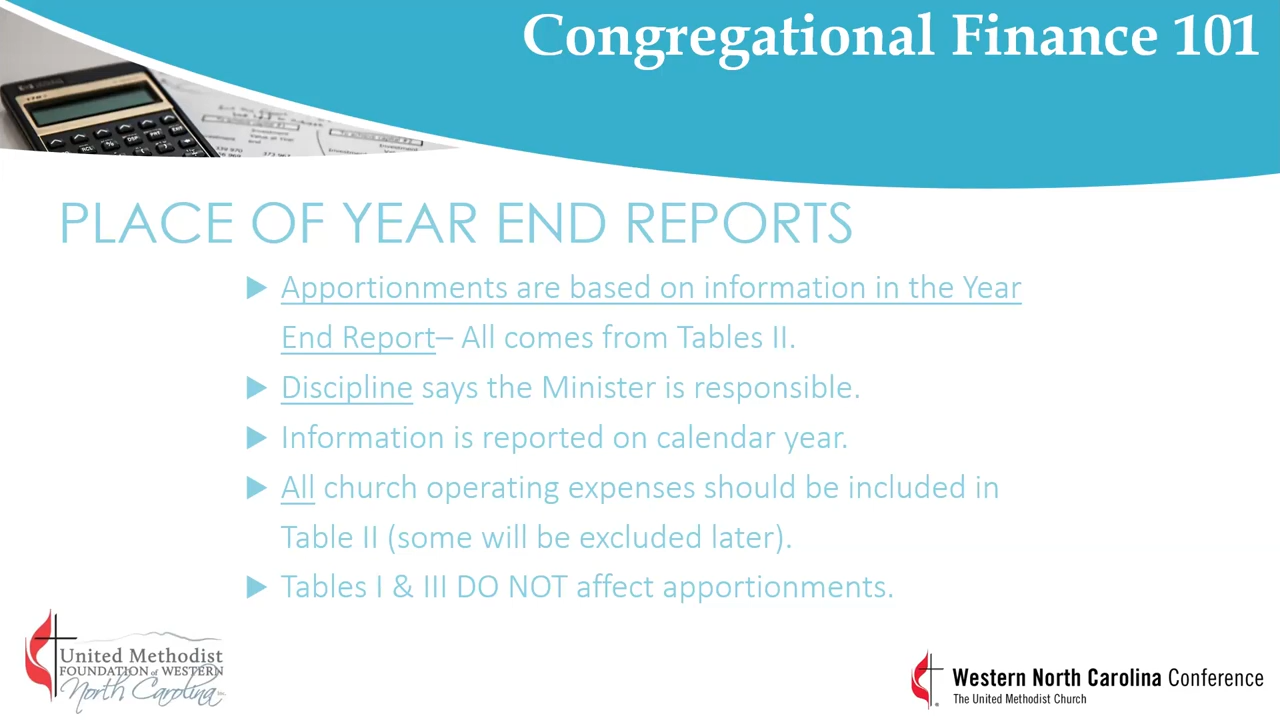 Congregational Finance 101
PLACE OF YEAR END REPORTS
Apportionments are based on information in the Year
End Report– All comes from Tables II.
Discipline says the Minister is responsible.
Information is reported on calendar year.
All church operating expenses should be included in
Table II (some will be excluded later).
Tables I & III DO NOT affect apportionments.
United Methodist
FOUNDATION of WESTERN
North Carolina
Western North Carolina Conference
The United Methodist Church